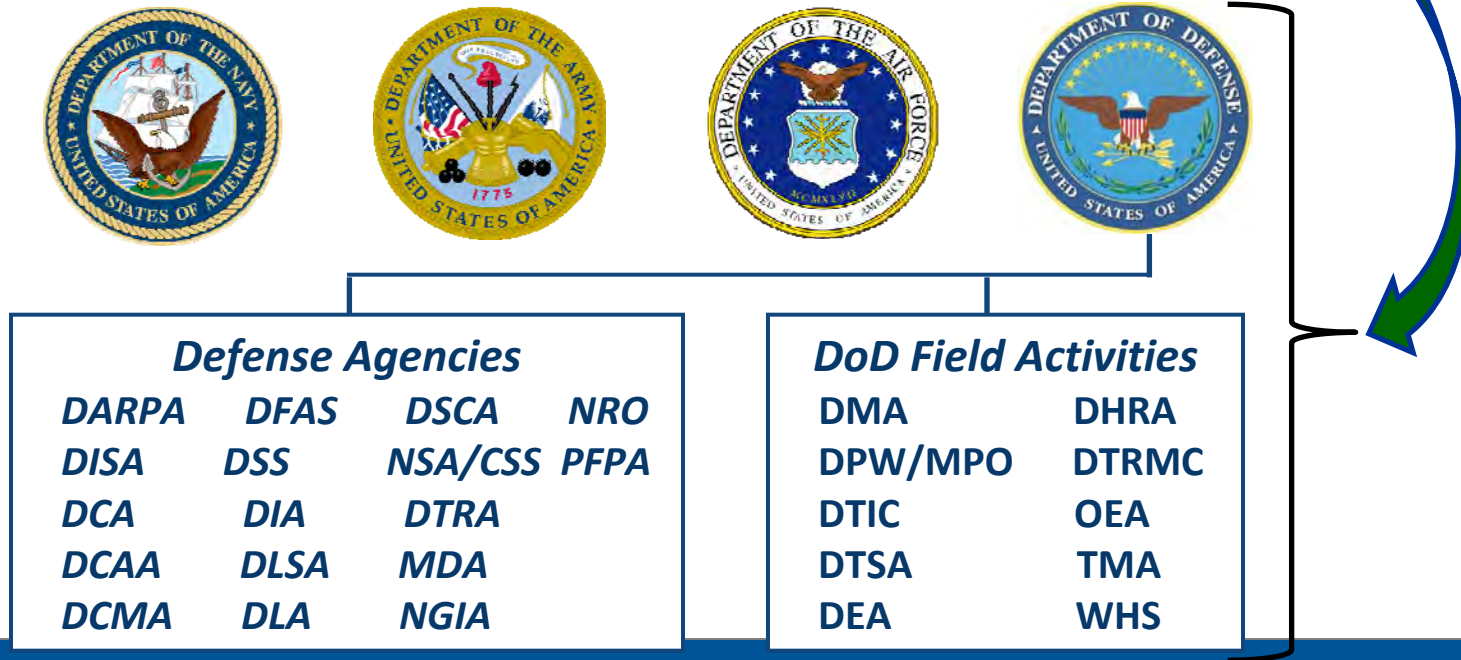 DEPARTMENT OF THE NAVY
UNITED STATES OF AMERICA
DEPARTMENT OF THE ARMY
1775
UNITED STATES OF AMERICA
DEPARTMENT OF THE AIR FORCE
MCMXLVII
UNITED STATES OF AMERICA
DEPARTMENT OF DEFENSE
UNITED STATES OF AMERICA
Defense Agencies
DARPA DFAS DSCA NRO
DISA DSS NSA/CSS PFPA
DCA DIA DTRA
DCAA DLSA MDA
DCMA DLA NGIA
DoD Field Activities
DMA DHRA
DPW/MPO DTRMC
DTIC OEA
DTSA TMA
DEA WHS